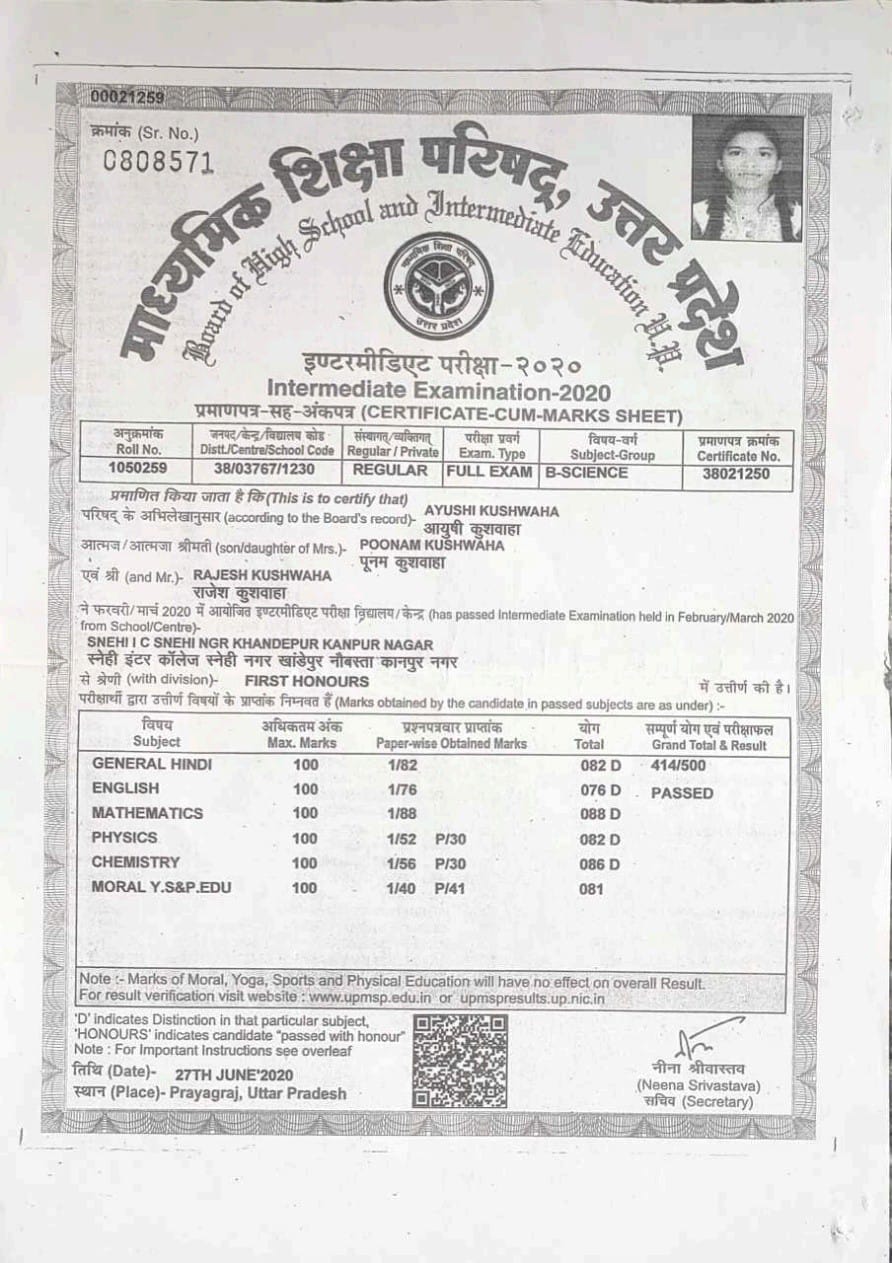 00021259
क्रमांक (Sr. No.)
0808571
माध्यमिक शिक्षा परिषद्, उत्तर प्रदेश
Board of High School and Intermediate Education U.P.
माध्यमिक शिक्षा परिषद्
उत्तर प्रदेश
इण्टरमीडिएट परीक्षा-२०२०
Intermediate Examination-2020
प्रमाणपत्र-सह-अंकपत्र (CERTIFICATE-CUM-MARKS SHEET)
अनुक्रमांक जनपद/केन्द्र/विद्यालय कोड संस्थागत/व्यक्तिगत परीक्षा प्रवर्ग विषय-वर्ग प्रमाणपत्र क्रमांक
Roll No. Distt./Centre/School Code Regular / Private Exam. Type Subject-Group Certificate No.
1050259 38/03767/1230 REGULAR FULL EXAM B-SCIENCE 38021250
प्रमाणित किया जाता है कि (This is to certify that)
परिषद् के अभिलेखानुसार (according to the Board's record)- AYUSHI KUSHWAHA
आयुषी कुशवाहा
आत्मज/आत्मजा श्रीमती (son/daughter of Mrs.)- POONAM KUSHWAHA
पूनम कुशवाहा
एवं श्री (and Mr.)- RAJESH KUSHWAHA
राजेश कुशवाहा
ने फरवरी/मार्च 2020 में आयोजित इण्टरमीडिएट परीक्षा विद्यालय/केन्द्र (has passed Intermediate Examination held in February/March 2020
from School/Centre)-
SNEHI I C SNEHI NGR KHANDEPUR KANPUR NAGAR
स्नेही इंटर कॉलेज स्नेही नगर खांडेपुर नौबस्ता कानपुर नगर
से श्रेणी (with division)- FIRST HONOURS में उत्तीर्ण की है।
परीक्षार्थी द्वारा उत्तीर्ण विषयों के प्राप्तांक निम्नवत हैं (Marks obtained by the candidate in passed subjects are as under) :-
विषय अधिकतम अंक प्रश्नपत्रवार प्राप्तांक योग सम्पूर्ण योग एवं परीक्षाफल
Subject Max. Marks Paper-wise Obtained Marks Total Grand Total & Result
GENERAL HINDI 100 1/82 082 D 414/500
ENGLISH 100 1/76 076 D PASSED
MATHEMATICS 100 1/88 088 D
PHYSICS 100 1/52 P/30 082 D
CHEMISTRY 100 1/56 P/30 086 D
MORAL Y.S&P.EDU 100 1/40 P/41 081
Note :- Marks of Moral, Yoga, Sports and Physical Education will have no effect on overall Result.
For result verification visit website : www.upmsp.edu.in or upmspresults.up.nic.in
'D' indicates Distinction in that particular subject,
'HONOURS' indicates candidate "passed with honour"
Note : For Important Instructions see overleaf
तिथि (Date)- 27TH JUNE'2020
स्थान (Place)- Prayagraj, Uttar Pradesh
नीना श्रीवास्तव
(Neena Srivastava)
सचिव (Secretary)